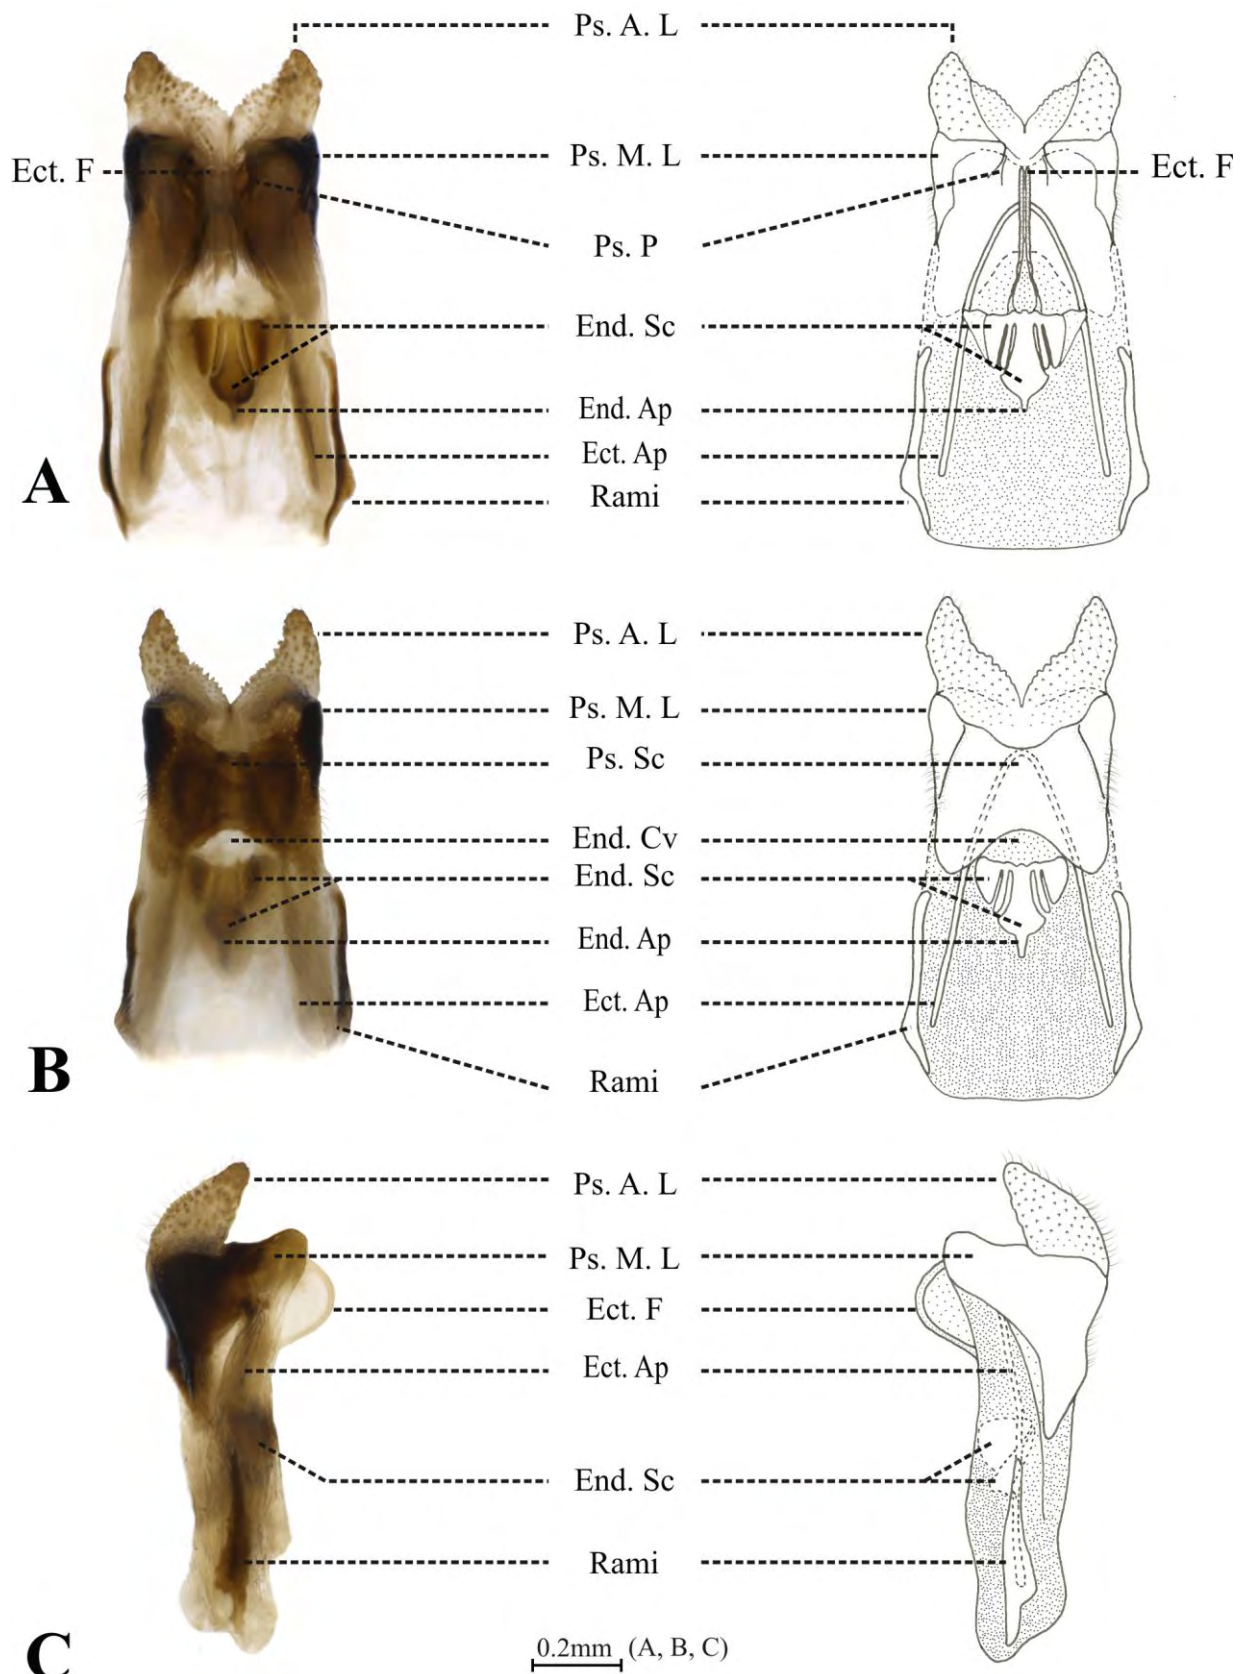 Ps. A. L
Ect. F
Ps. M. L
Ect. F
Ps. P
End. Sc
End. Ap
Ect. Ap
Rami
A
Ps. A. L
Ps. M. L
Ps. Sc
End. Cv
End. Sc
End. Ap
Ect. Ap
Rami
B
Ps. A. L
Ps. M. L
Ect. F
Ect. Ap
End. Sc
Rami
C
0.2mm (A, B, C)